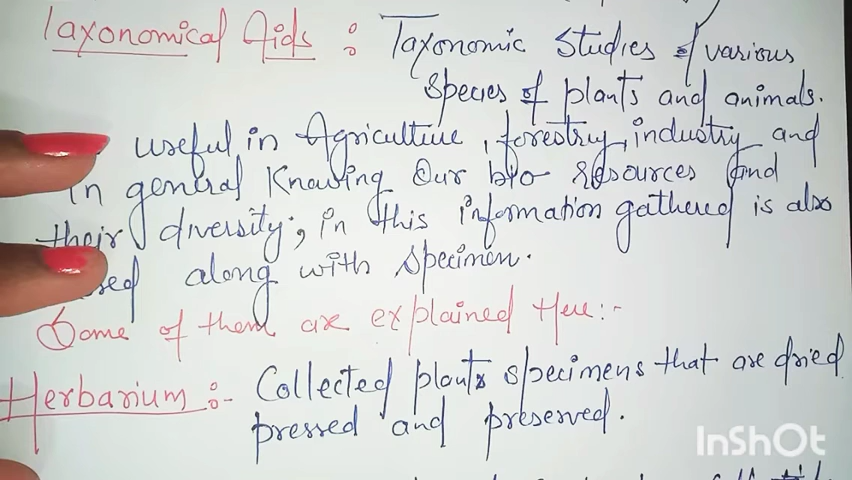 Taxonomical Aids : Taxonomic Studies of various
Species of plants and animals.
useful in Agriculture, forestry, industry and
in general Knowing Our bio resources and
their diversity; in this information gathered is also
along with specimen.
Some of them are explained Here:-
Herbarium :- Collected plants specimens that are dried
pressed and preserved.
InShOt